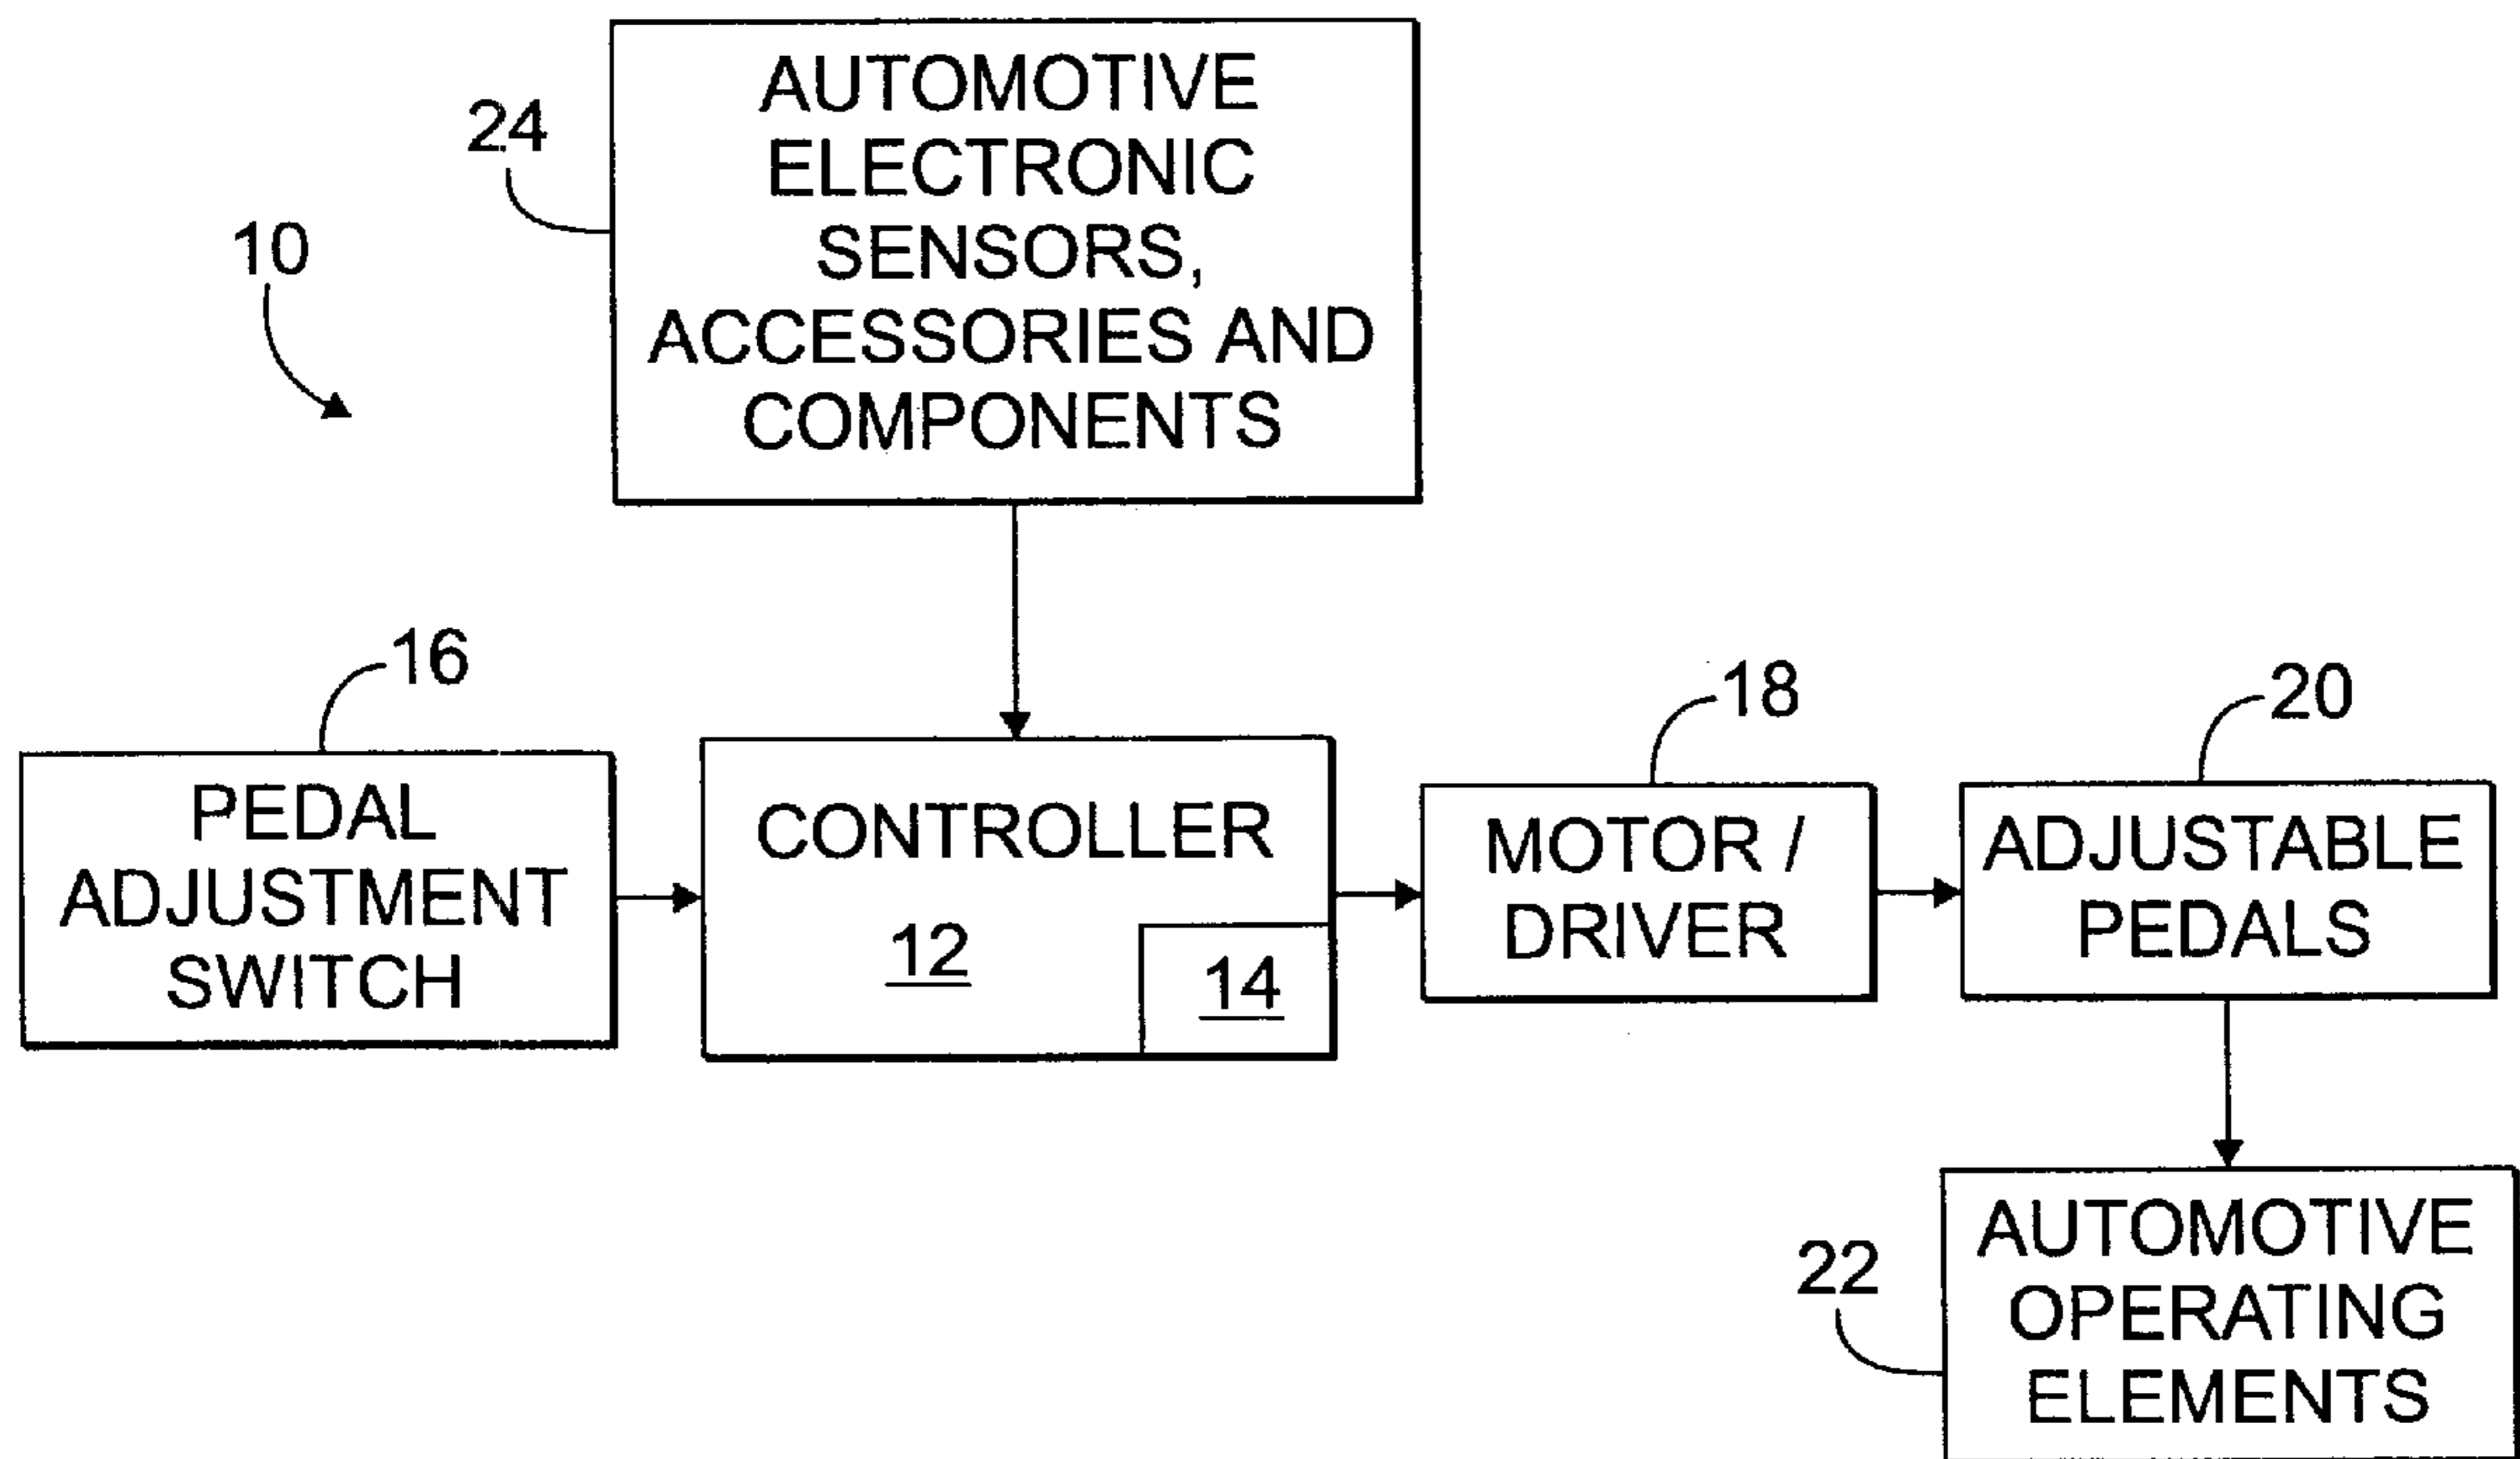 AUTOMOTIVE
ELECTRONIC
SENSORS,
ACCESSORIES AND
COMPONENTS
24
10
16
PEDAL
ADJUSTMENT
SWITCH
CONTROLLER
12
14
18
MOTOR /
DRIVER
20
ADJUSTABLE
PEDALS
22
AUTOMOTIVE
OPERATING
ELEMENTS